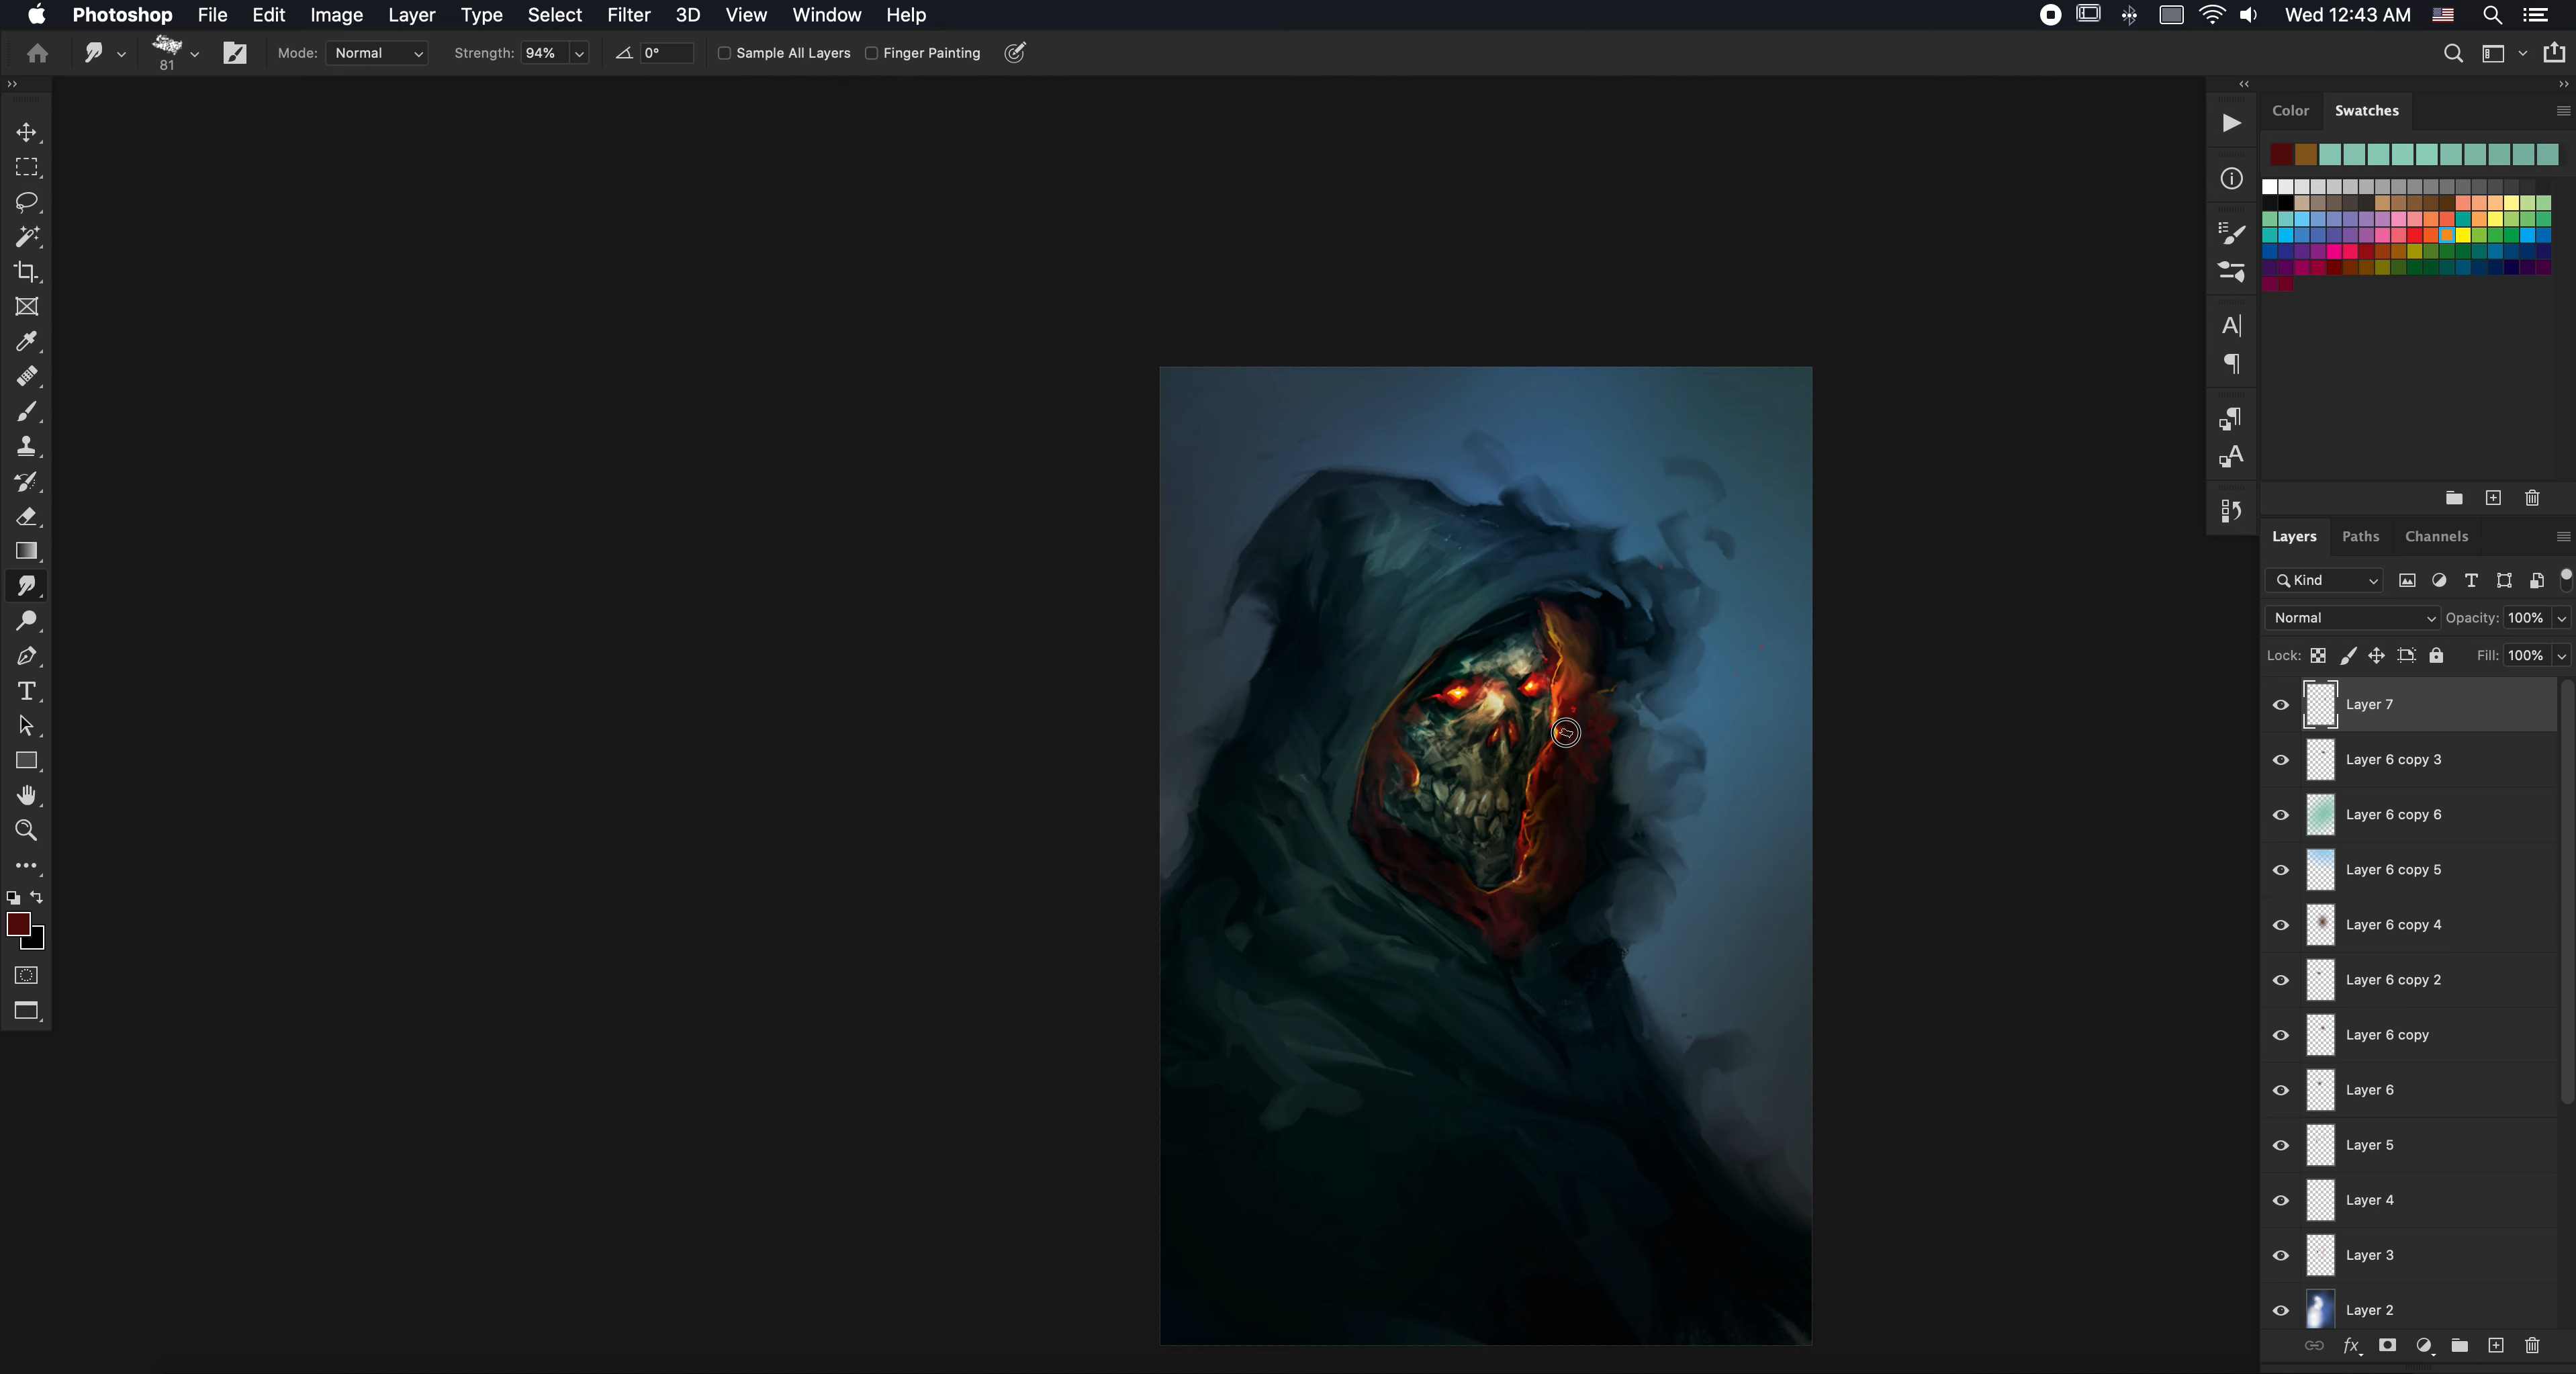 Photoshop File Edit Image Layer Type Select Filter 3D View Window Help Wed 12:43 AM
81 Mode: Normal Strength: 94% 0° Sample All Layers Finger Painting
Color Swatches
Layers Paths Channels
Kind
Normal Opacity: 100%
Lock: Fill: 100%
Layer 7
Layer 6 copy 3
Layer 6 copy 6
Layer 6 copy 5
Layer 6 copy 4
Layer 6 copy 2
Layer 6 copy
Layer 6
Layer 5
Layer 4
Layer 3
Layer 2
fx